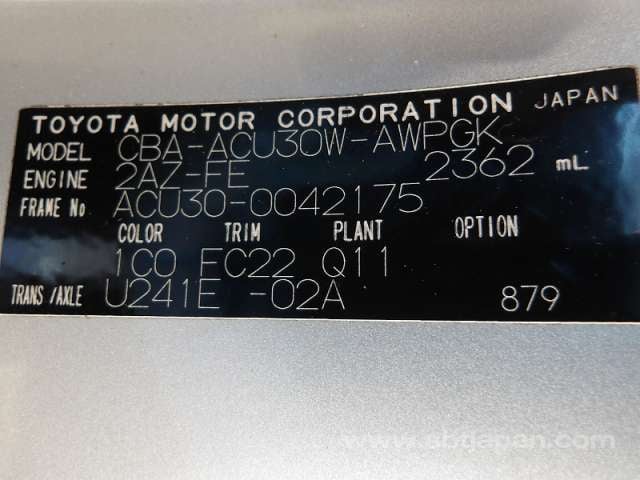 TOYOTA MOTOR CORPORATION JAPAN
MODEL CBA-ACU30W-AWPGK
ENGINE 2AZ-FE 2362 mL
FRAME No ACU30-0042175
COLOR TRIM PLANT OPTION
1C0 FC22 Q11
TRANS/AXLE U241E -02A 879
www.sbtjapan.com